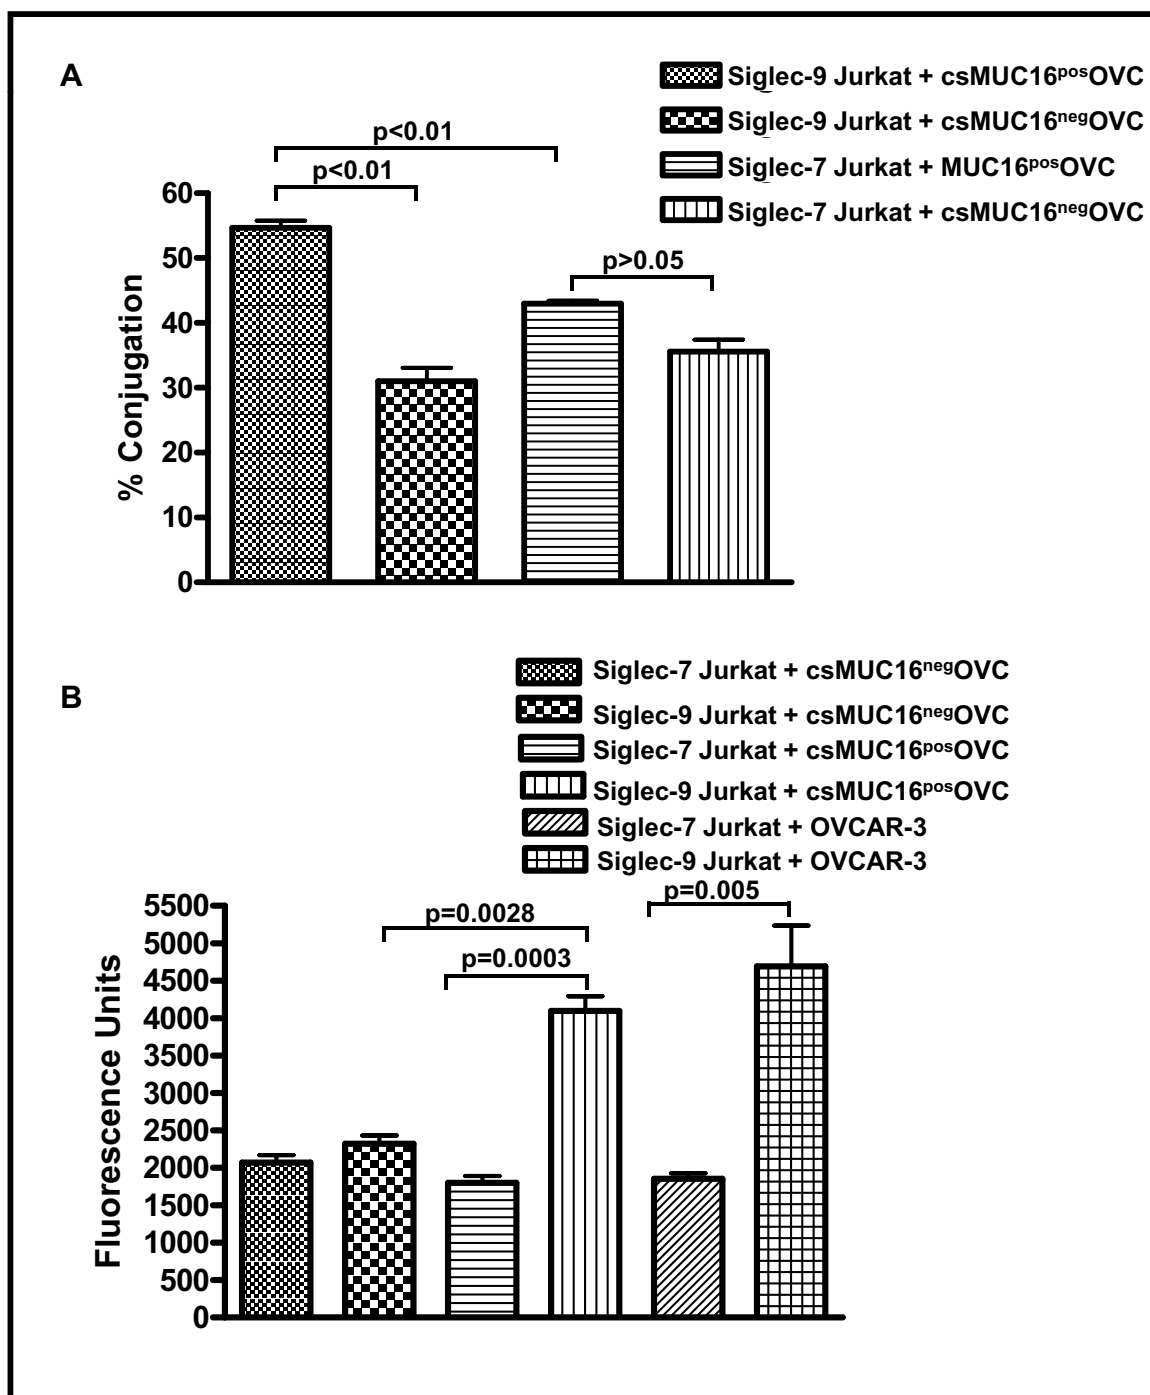 A
Siglec-9 Jurkat + csMUC16posOVC
Siglec-9 Jurkat + csMUC16negOVC
Siglec-7 Jurkat + MUC16posOVC
Siglec-7 Jurkat + csMUC16negOVC
p<0.01
p<0.01
p>0.05
% Conjugation
60
50
40
30
20
10
0
B
Siglec-7 Jurkat + csMUC16negOVC
Siglec-9 Jurkat + csMUC16negOVC
Siglec-7 Jurkat + csMUC16posOVC
Siglec-9 Jurkat + csMUC16posOVC
Siglec-7 Jurkat + OVCAR-3
Siglec-9 Jurkat + OVCAR-3
p=0.005
p=0.0028
p=0.0003
Fluorescence Units
5500
5000
4500
4000
3500
3000
2500
2000
1500
1000
500
0